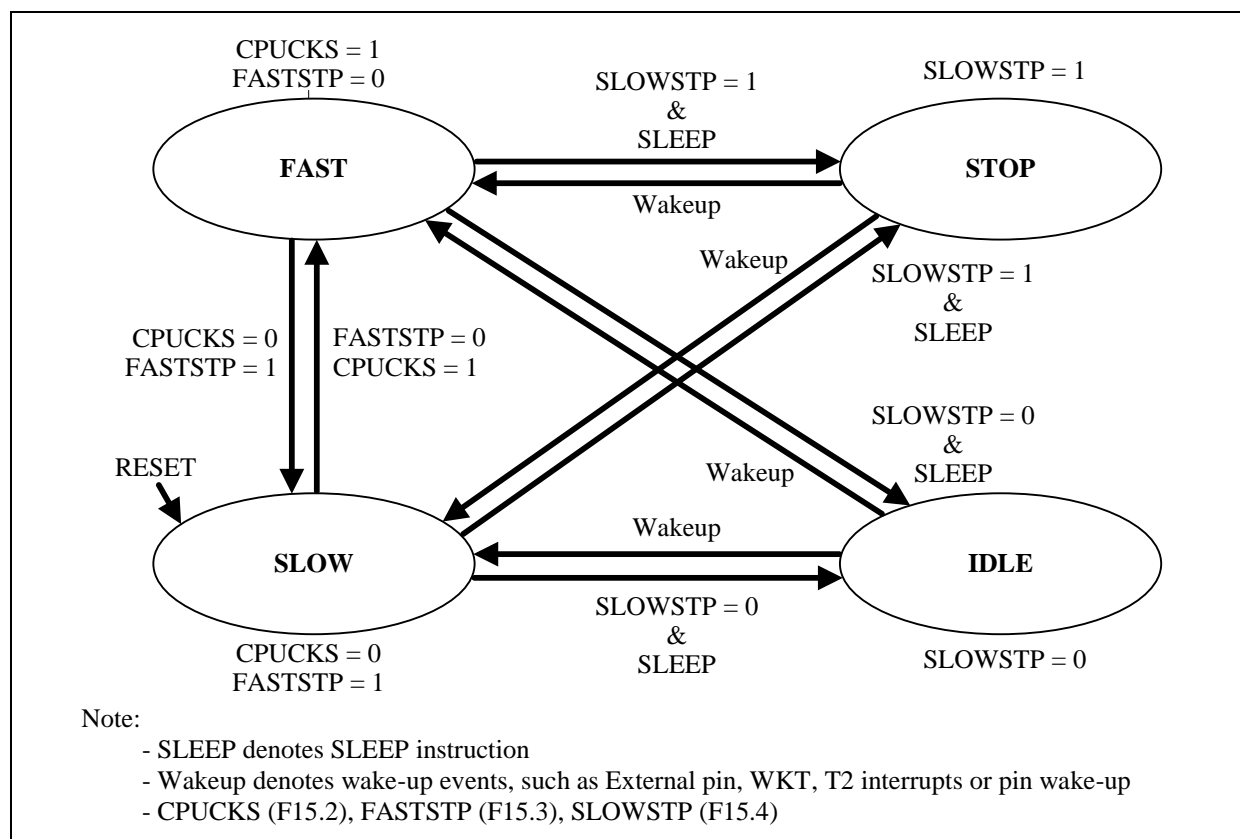 CPUCKS = 1
FASTSTP = 0
SLOWSTP = 1
&
SLEEP
SLOWSTP = 1
FAST
STOP
Wakeup
Wakeup
SLOWSTP = 1
&
SLEEP
CPUCKS = 0
FASTSTP = 1
FASTSTP = 0
CPUCKS = 1
SLOWSTP = 0
&
SLEEP
RESET
Wakeup
Wakeup
SLOW
IDLE
SLOWSTP = 0
&
SLEEP
CPUCKS = 0
FASTSTP = 1
SLOWSTP = 0
Note:
- SLEEP denotes SLEEP instruction
- Wakeup denotes wake-up events, such as External pin, WKT, T2 interrupts or pin wake-up
- CPUCKS (F15.2), FASTSTP (F15.3), SLOWSTP (F15.4)